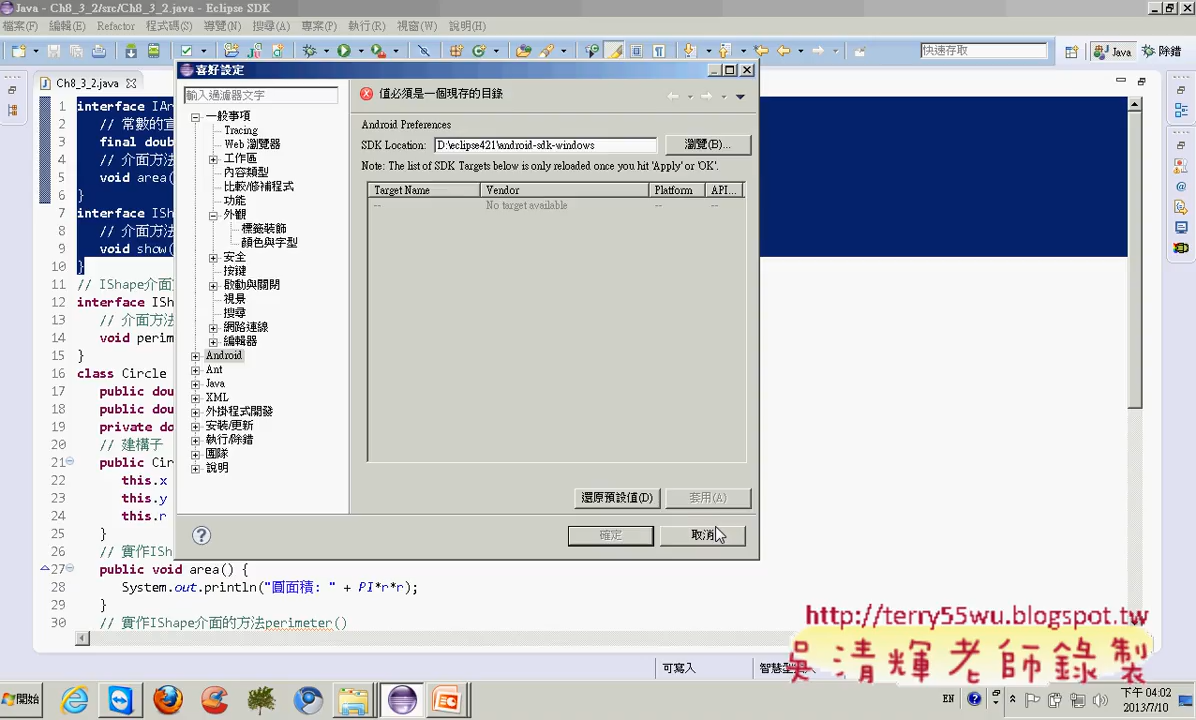 Java - Ch8_3_2/src/Ch8_3_2.java - Eclipse SDK
檔案(F) 編輯(E) Refactor 程式碼(S) 導覽(N) 搜尋(A) 專案(P) 執行(R) 視窗(W) 說明(H)
快速存取
Java
除錯
Ch8_3_2.java
喜好設定
輸入過濾器文字
一般事項
Tracing
Web 瀏覽器
工作區
內容類型
比較/修補程式
功能
外觀
標籤裝飾
顏色與字型
安全
按鍵
啟動與關閉
視景
搜尋
網路連線
編輯器
Android
Ant
Java
XML
外掛程式開發
安裝/更新
執行/除錯
團隊
說明
值必須是一個現存的目錄
Android Preferences
SDK Location: D:\eclipse421\android-sdk-windows 瀏覽(B)...
Note: The list of SDK Targets below is only reloaded once you hit 'Apply' or 'OK'.
Target Name Vendor Platform API...
-- No target available -- --
還原預設值(D) 套用(A)
確定 取消
1 interface IAr
2 // 常數的宣
3 final doub
4 // 介面方法
5 void area(
6 }
7 interface ISh
8 // 介面方法
9 void show(
10 }
11 // IShape介面
12 interface ISh
13 // 介面方法
14 void perim
15 }
16 class Circle
17 public dou
18 public dou
19 private do
20 // 建構子
21 public Cir
22 this.x
23 this.y
24 this.r
25 }
26 // 實作ISh
27 public void area() {
28 System.out.println("圓面積: " + PI*r*r);
29 }
30 // 實作IShape介面的方法perimeter()
可寫入
智慧型
http://terry55wu.blogspot.tw
吳清輝老師錄製
開始
EN
下午 04:02
2013/7/10